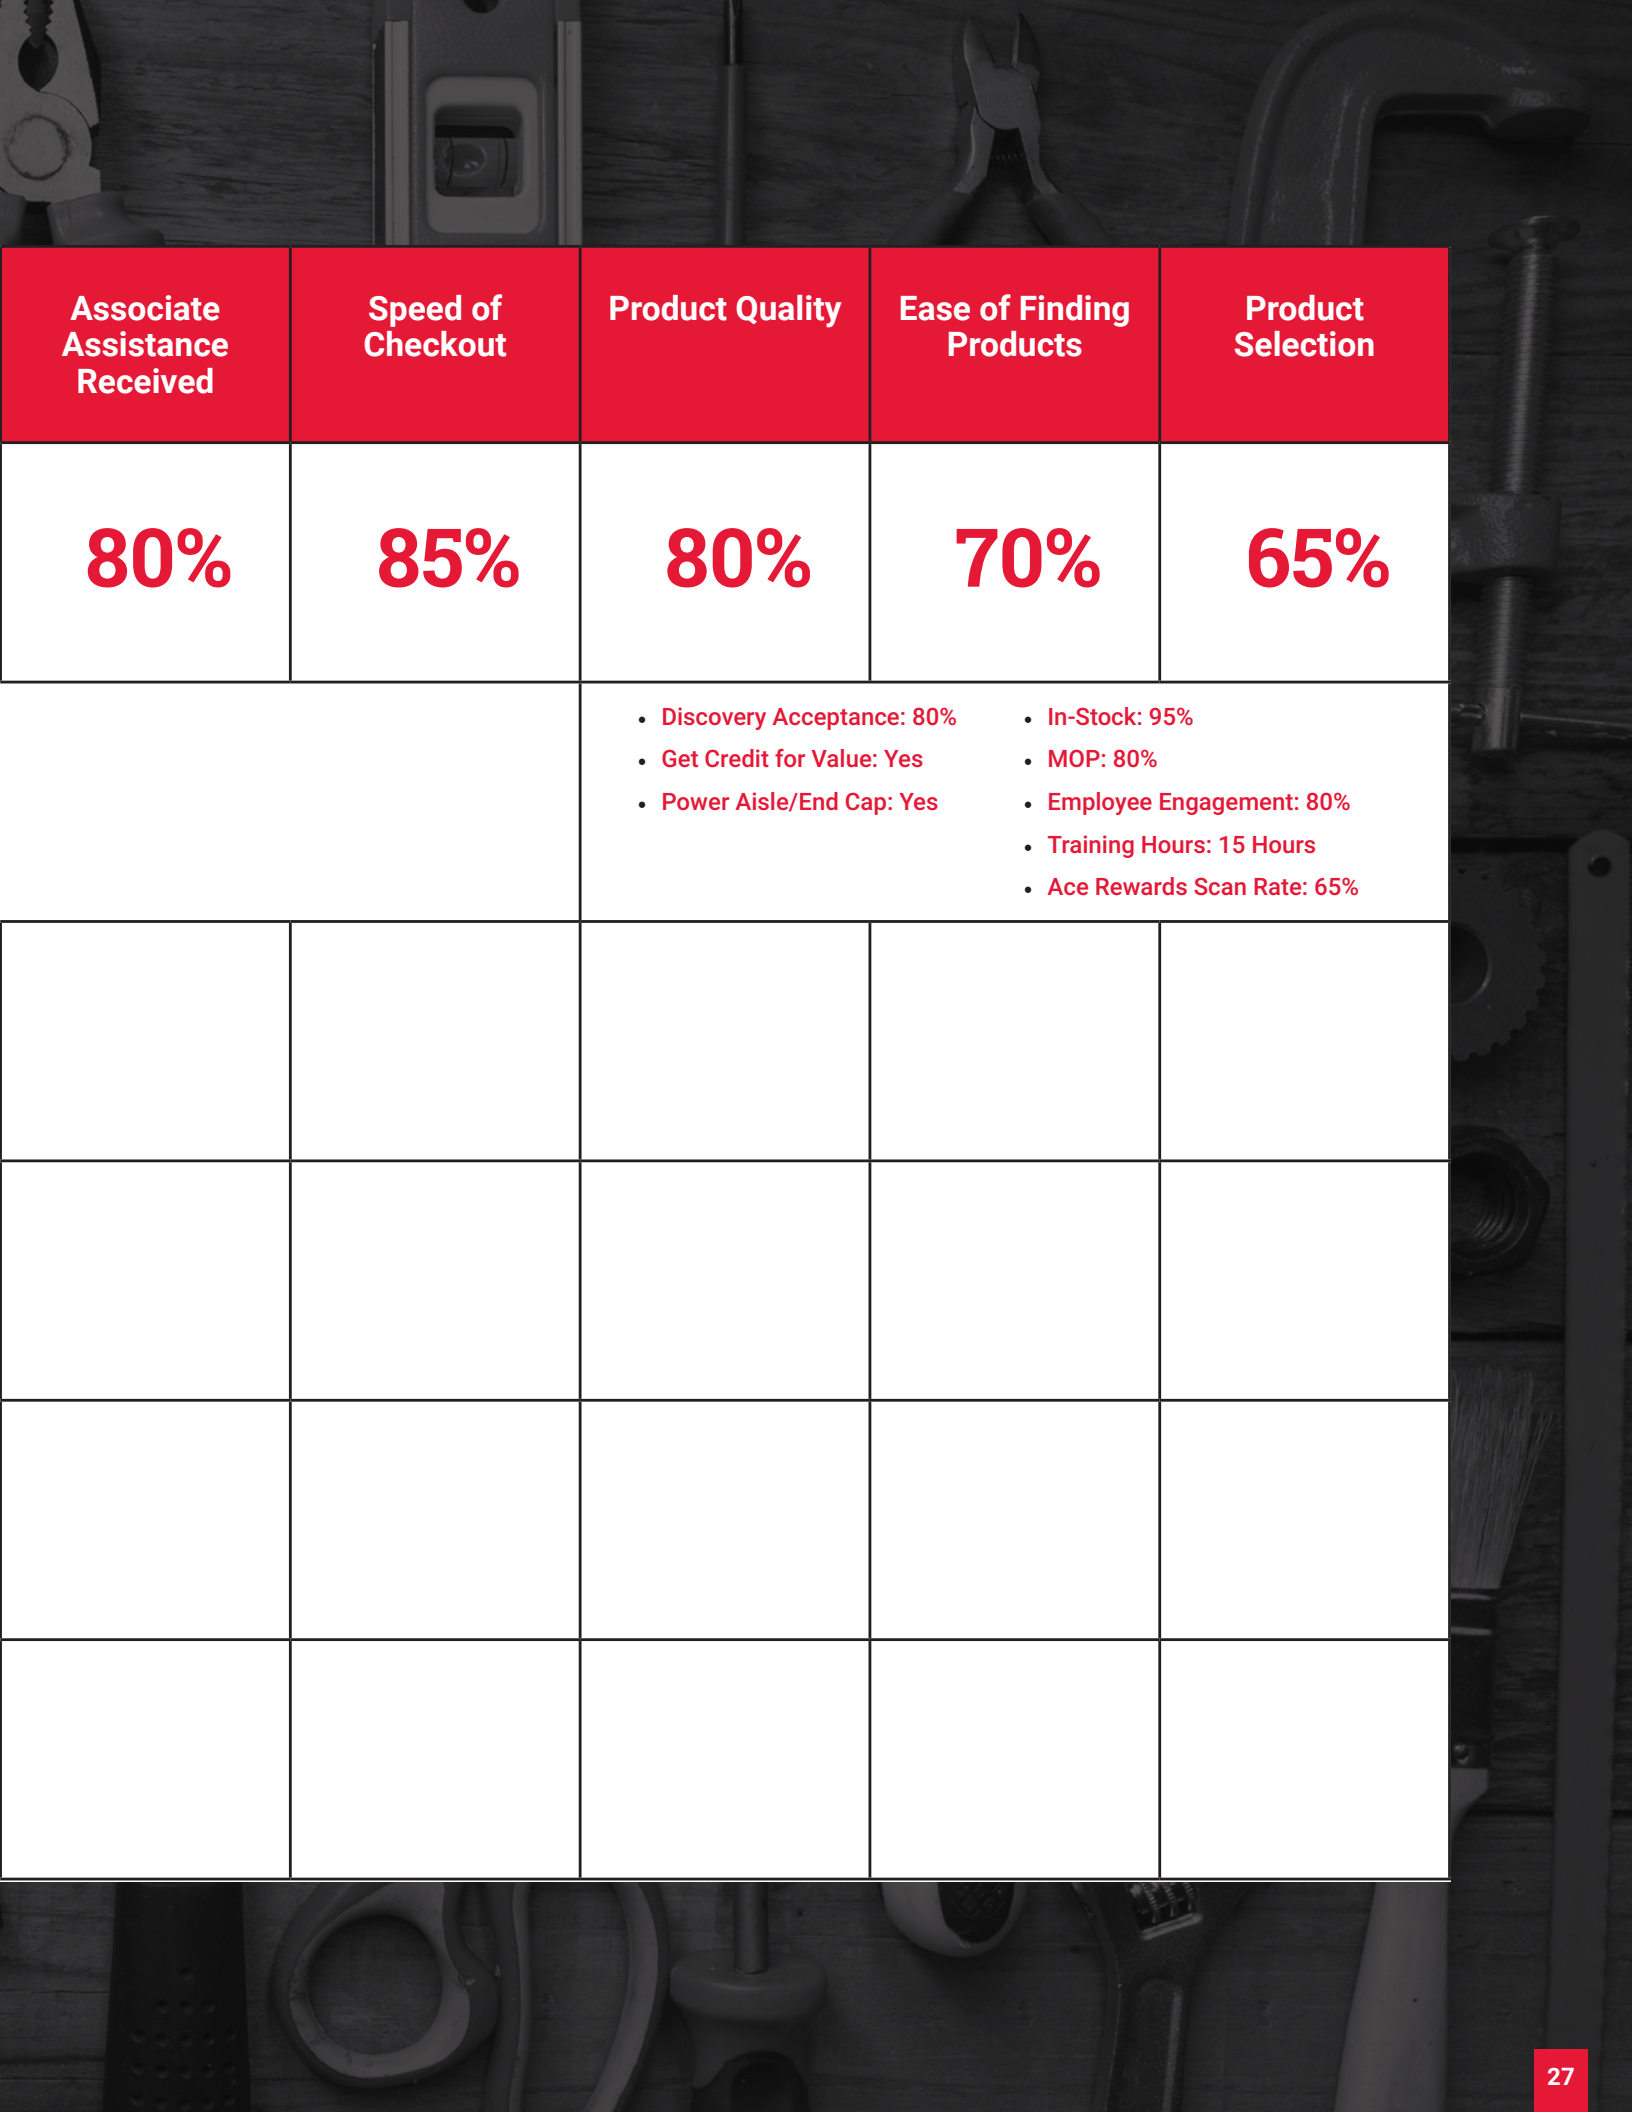 Associate
Assistance
Received
Speed of
Checkout
Product Quality
Ease of Finding
Products
Product
Selection
80%
85%
80%
70%
65%
• Discovery Acceptance: 80%
• Get Credit for Value: Yes
• Power Aisle/End Cap: Yes
• In-Stock: 95%
• MOP: 80%
• Employee Engagement: 80%
• Training Hours: 15 Hours
• Ace Rewards Scan Rate: 65%
27